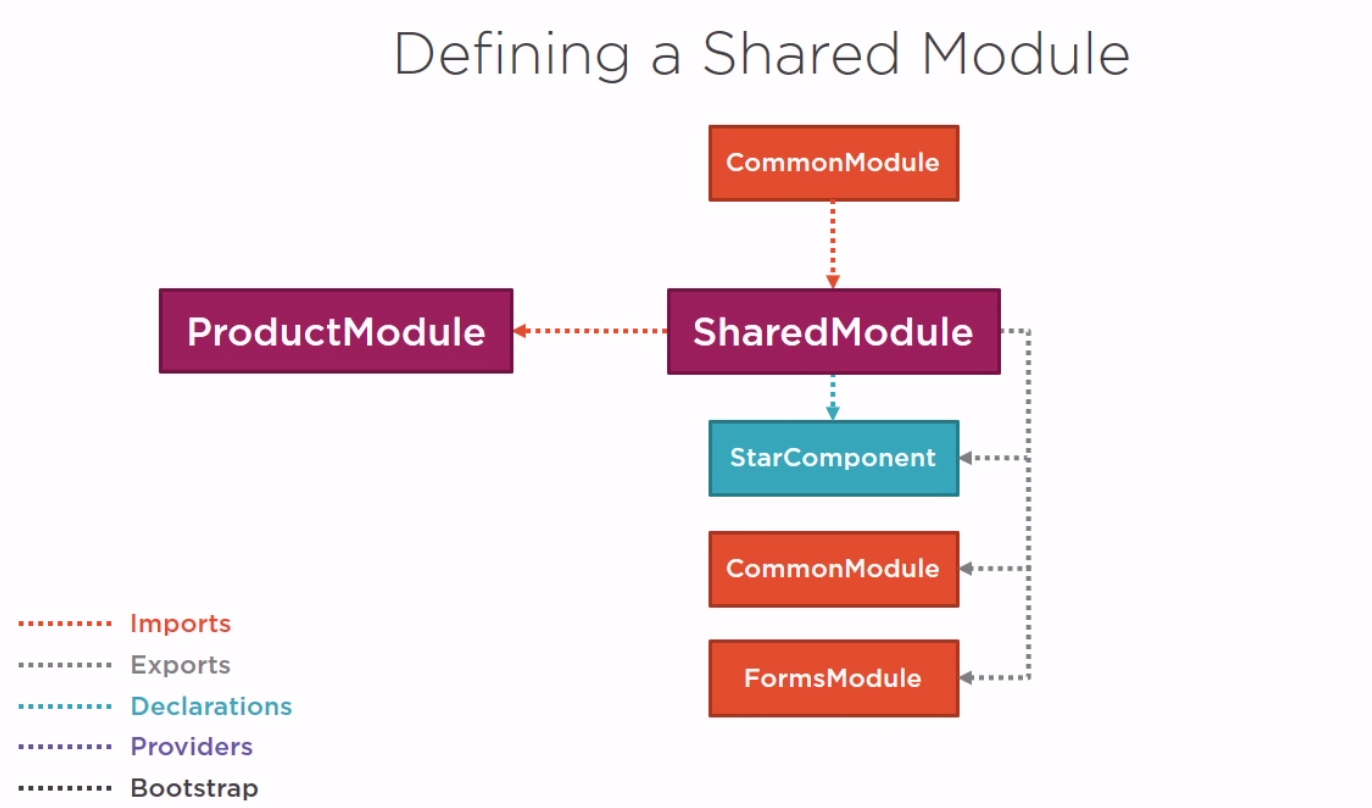 Defining a Shared Module
CommonModule
ProductModule
SharedModule
StarComponent
CommonModule
FormsModule
Imports
Exports
Declarations
Providers
Bootstrap